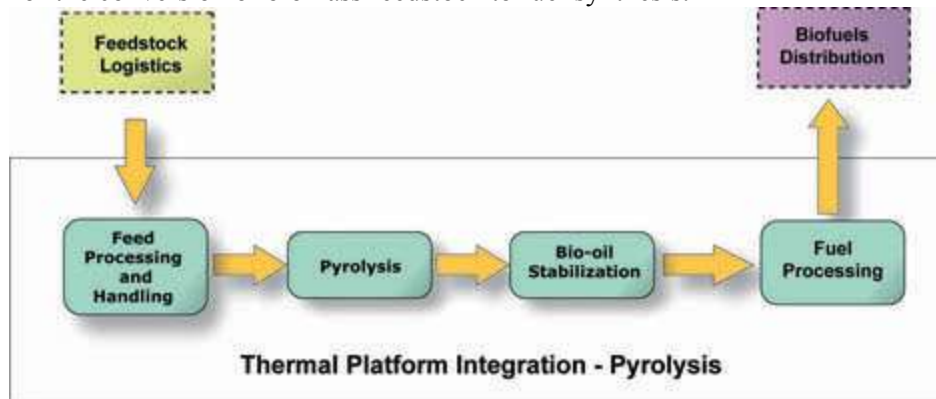 Feedstock
Logistics
Biofuels
Distribution
Feed
Processing
and
Handling
Pyrolysis
Bio-oil
Stabilization
Fuel
Processing
Thermal Platform Integration - Pyrolysis